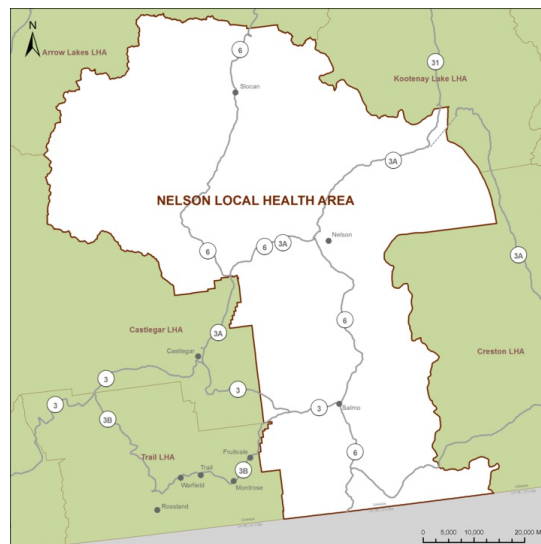 N
Arrow Lakes LHA
6
31
Kootenay Lake LHA
Slocan
3A
NELSON LOCAL HEALTH AREA
Nelson
6
6
3A
3A
Castlegar LHA
3A
6
Castlegar
Creston LHA
3
3
3
3
Salmo
3B
Trail LHA
Fruitvale
6
Trail
3B
Warfield
Montrose
Rossland
0
5,000
10,000
20,000 M